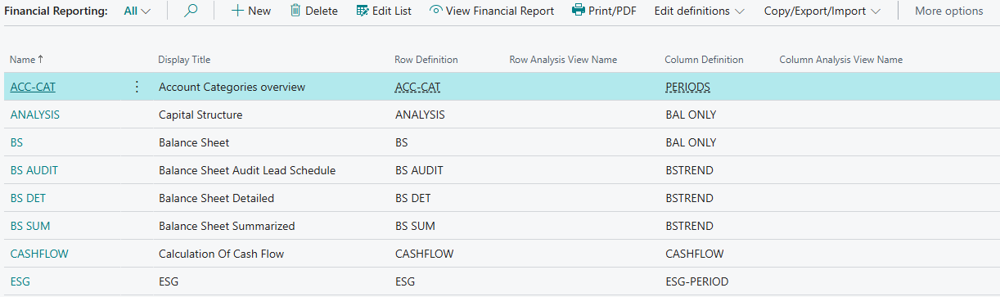 Financial Reporting: All New Delete Edit List View Financial Report Print/PDF Edit definitions Copy/Export/Import More options
Name ↑ Display Title Row Definition Row Analysis View Name Column Definition Column Analysis View Name
ACC-CAT Account Categories overview ACC-CAT PERIODS
ANALYSIS Capital Structure ANALYSIS BAL ONLY
BS Balance Sheet BS BAL ONLY
BS AUDIT Balance Sheet Audit Lead Schedule BS AUDIT BSTREND
BS DET Balance Sheet Detailed BS DET BSTREND
BS SUM Balance Sheet Summarized BS SUM BSTREND
CASHFLOW Calculation Of Cash Flow CASHFLOW CASHFLOW
ESG ESG ESG ESG-PERIOD